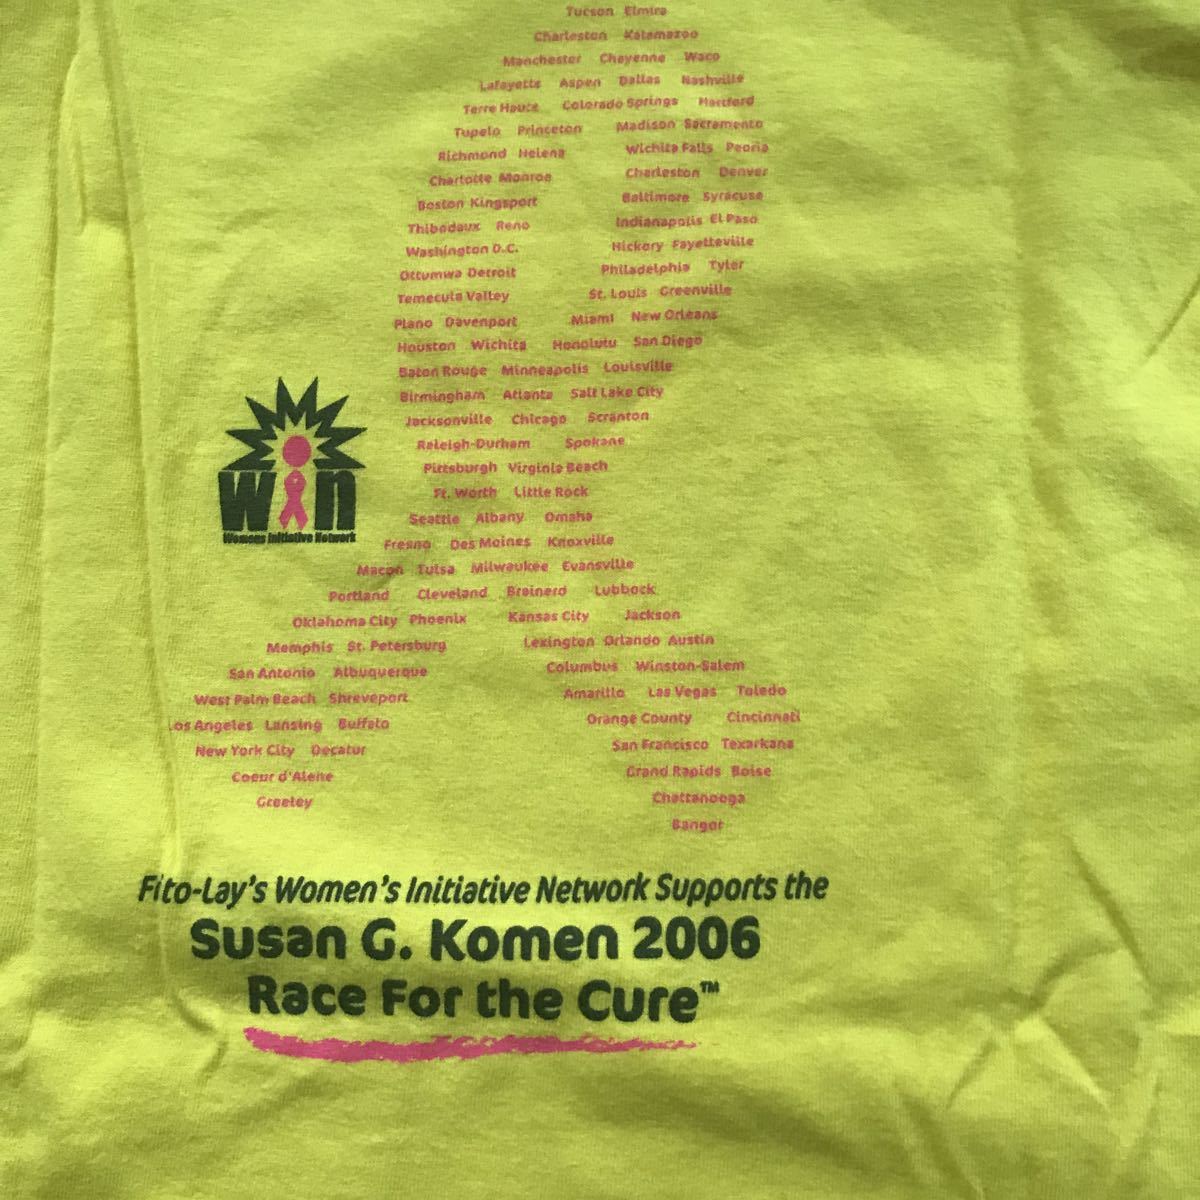 Tucson Elmira
Charleston Kalamazoo
Manchester Cheyenne Waco
Lafayette Aspen Dallas Nashville
Terre Haute Colorado Springs Hartford
Tupelo Princeton Madison Sacramento
Richmond Helena Wichita Falls Peoria
Charlotte Monroe Charleston Denver
Boston Kingsport Baltimore Syracuse
Thibodaux Reno Indianapolis El Paso
Washington D.C. Hickory Fayetteville
Ottumwa Detroit Philadelphia Tyler
Temecula Valley St. Louis Greenville
Plano Davenport Miami New Orleans
Houston Wichita Honolulu San Diego
Baton Rouge Minneapolis Louisville
Birmingham Atlanta Salt Lake City
Jacksonville Chicago Scranton
Raleigh-Durham Spokane
Pittsburgh Virginia Beach
Ft. Worth Little Rock
Seattle Albany Omaha
Fresno Des Moines Knoxville
Macon Tulsa Milwaukee Evansville
Portland Cleveland Brainerd Lubbock
Oklahoma City Phoenix Kansas City Jackson
Memphis St. Petersburg Lexington Orlando Austin
San Antonio Albuquerque Columbus Winston-Salem
West Palm Beach Shreveport Amarillo Las Vegas Toledo
Los Angeles Lansing Buffalo Orange County Cincinnati
New York City Decatur San Francisco Texarkana
Coeur d'Alene Grand Rapids Boise
Greeley Chattanooga
Bangor
Win
Womens Initiative Network
Frito-Lay's Women's Initiative Network Supports the
Susan G. Komen 2006
Race For the Cure™